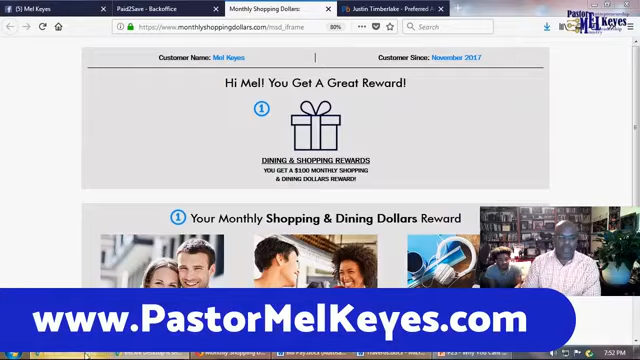 Mel Keyes
Paid2Save - Backoffice
Monthly Shopping Dollars:
Justin Timberlake - Preferred A
https://www.monthlyshoppingdollars.com/msd_iframe
80%
Search
Pastor
MEL Keyes
Customer Name: Mel Keyes
Customer Since: November 2017
Hi Mel! You Get A Great Reward!
1
DINING & SHOPPING REWARDS
YOU GET A $100 MONTHLY SHOPPING
& DINING DOLLARS REWARD!
1 Your Monthly Shopping & Dining Dollars Reward
www.PastorMelKeyes.com
7:52 PM